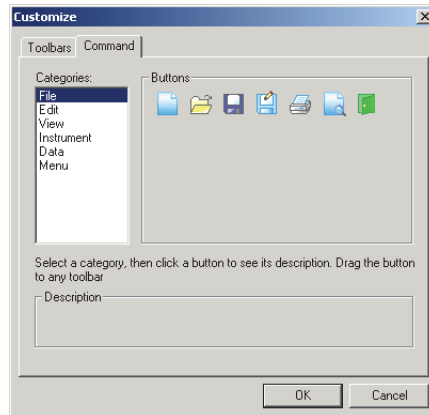 Customize
Toolbars Command
Categories: Buttons
File
Edit
View
Instrument
Data
Menu
Select a category, then click a button to see its description. Drag the button
to any toolbar
Description
OK Cancel